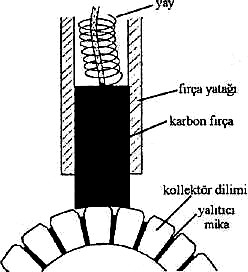 yay
fırça yatağı
karbon fırça
kollektör dilimi
yalıtıcı
mika